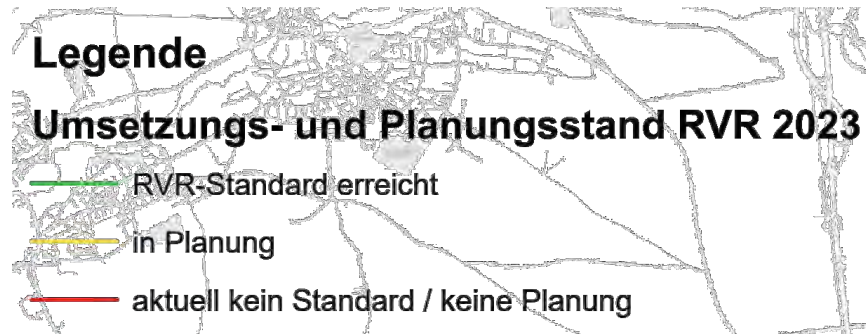 Legende
Umsetzungs- und Planungsstand RVR 2023
RVR-Standard erreicht
in Planung
aktuell kein Standard / keine Planung